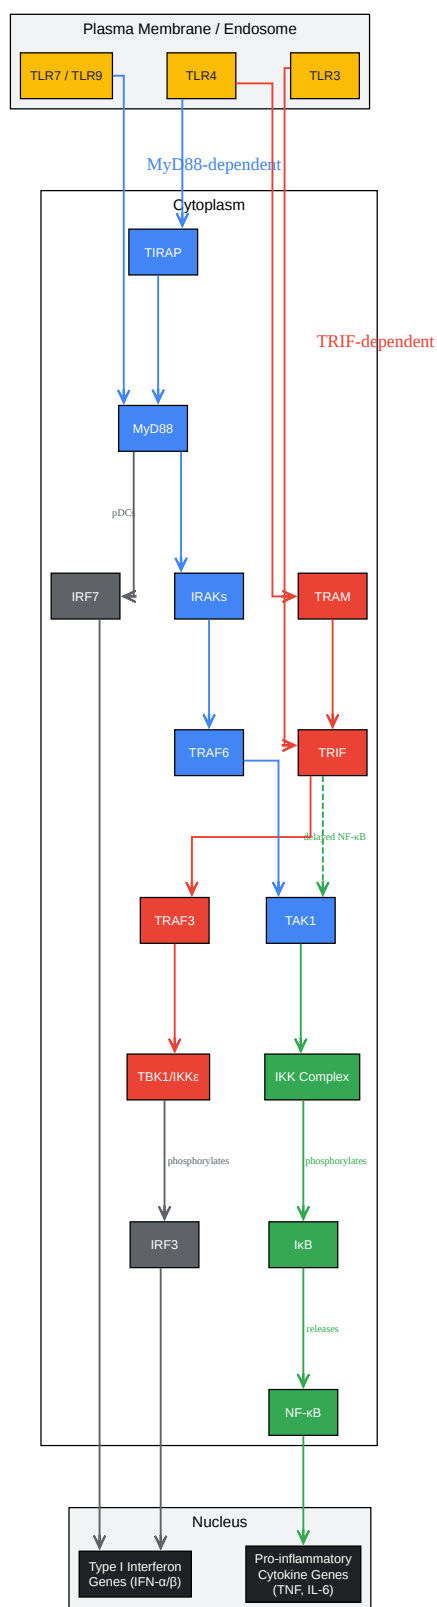 Plasma Membrane / Endosome
TLR7 / TLR9
TLR4
TLR3
MyD88-dependent
Cytoplasm
TIRAP
TRIF-dependent
MyD88
pDCs
IRF7
IRAKs
TRAM
TRAF6
TRIF
delayed NF-κB
TRAF3
TAK1
TBK1/IKKε
IKK Complex
phosphorylates
phosphorylates
IRF3
IκB
releases
NF-κB
Nucleus
Type I Interferon
Genes (IFN-α/β)
Pro-inflammatory
Cytokine Genes
(TNF, IL-6)